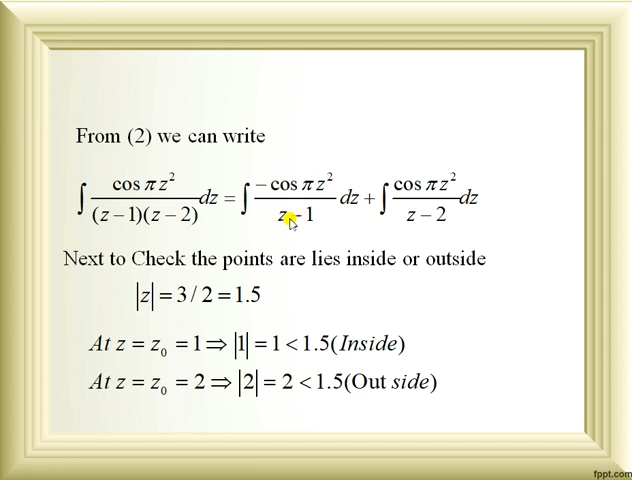 From (2) we can write
∫ cos πz² / (z−1)(z−2) dz = ∫ −cos πz² / z−1 dz + ∫ cos πz² / z−2 dz
Next to Check the points are lies inside or outside
|z| = 3 / 2 = 1.5
At z = z₀ = 1 ⇒ |1| = 1 < 1.5(Inside)
At z = z₀ = 2 ⇒ |2| = 2 < 1.5(Out side)
fppt.com